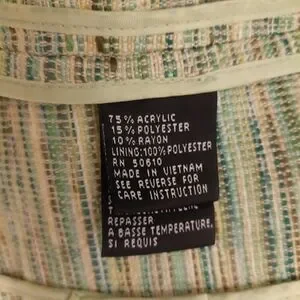 75% ACRYLIC
15% POLYESTER
10% RAYON
LINING:100%POLYESTER
RN 50610
MADE IN VIETNAM
SEE REVERSE FOR
CARE INSTRUCTION
REPASSER
A BASSE TEMPERATURE,
SI REQUIS